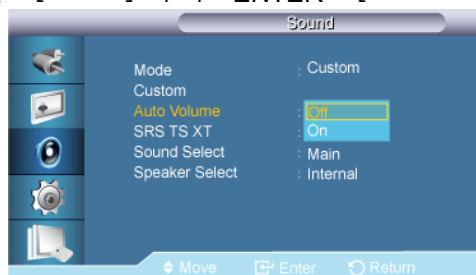 Sound
Mode : Custom
Custom
Auto Volume : Off
SRS TS XT : On
Sound Select : Main
Speaker Select : Internal
Move Enter Return